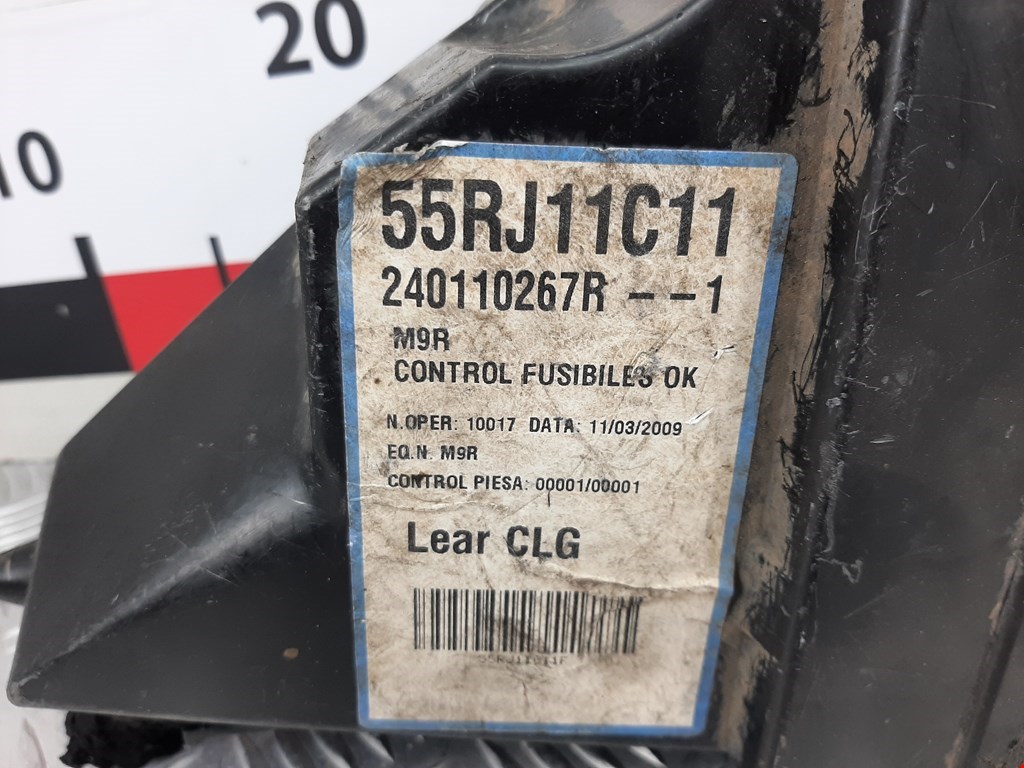 20
10
55RJ11C11
240110267R --1
M9R
CONTROL FUSIBILES OK
N.OPER: 10017 DATA: 11/03/2009
EQ.N. M9R
CONTROL PIESA: 00001/00001
Lear CLG